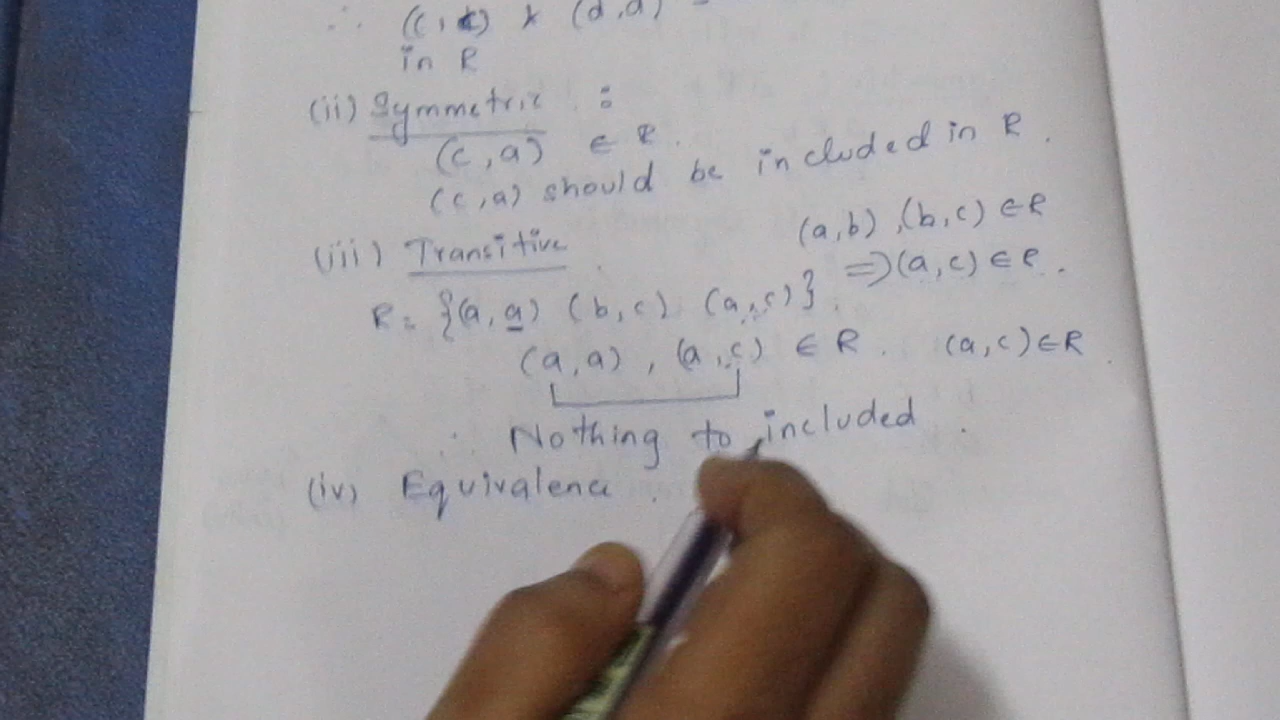 ∴ (c,c) & (d,d) -
in R
(ii) Symmetric :
(c,a) ∈ R.
(c,a) should be included in R.
(iii) Transitive. (a,b),(b,c) ∈ R
⇒ (a,c) ∈ R.
R = {(a,a) (b,c) (a,c)}.
(a,a), (a,c) ∈ R. (a,c) ∈ R.
∴ Nothing to included.
(iv) Equivalence.